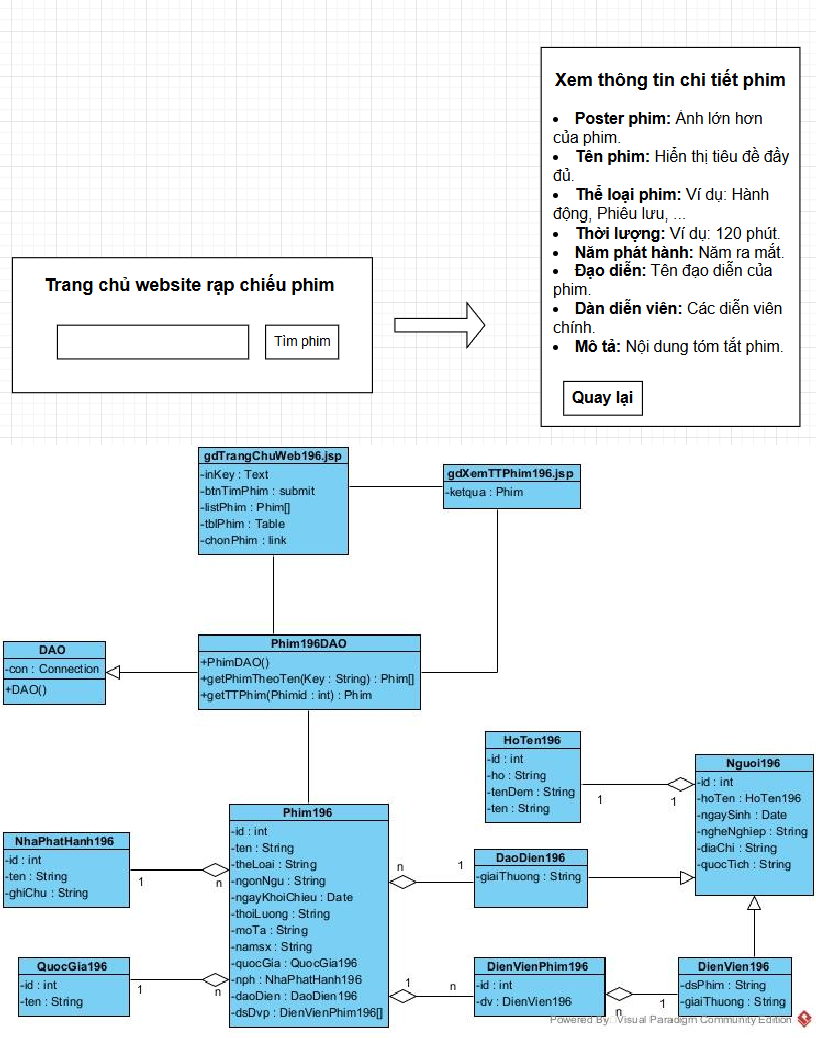 Xem thông tin chi tiết phim
• Poster phim: Ảnh lớn hơn
của phim.
• Tên phim: Hiển thị tiêu đề đầy
đủ.
• Thể loại phim: Ví dụ: Hành
động, Phiêu lưu, ...
• Thời lượng: Ví dụ: 120 phút.
• Năm phát hành: Năm ra mắt.
• Đạo diễn: Tên đạo diễn của
phim.
• Dàn diễn viên: Các diễn viên
chính.
• Mô tả: Nội dung tóm tắt phim.
Quay lại
Trang chủ website rạp chiếu phim
Tìm phim
gdTrangChuWeb196.jsp
-inKey : Text
-btnTimPhim : submit
-listPhim : Phim[]
-tblPhim : Table
-chonPhim : link
gdXemTTPhim196.jsp
-ketqua : Phim
DAO
-con : Connection
+DAO()
Phim196DAO
+PhimDAO()
+getPhimTheoTen(Key : String) : Phim[]
+getTTPhim(Phimid : int) : Phim
HoTen196
-id : int
-ho : String
-tenDem : String
-ten : String
1
1
Nguoi196
-id : int
-hoTen : HoTen196
-ngaySinh : Date
-ngheNghiep : String
-diaChi : String
-quocTich : String
NhaPhatHanh196
-id : int
-ten : String
-ghiChu : String
1
n
Phim196
-id : int
-ten : String
-theLoai : String
-ngonNgu : String
-ngayKhoiChieu : Date
-thoiLuong : String
-moTa : String
-namsx : String
-quocGia : QuocGia196
-nph : NhaPhatHanh196
-daoDien : DaoDien196
-dsDvp : DienVienPhim196[]
n
1
DaoDien196
-giaiThuong : String
QuocGia196
-id : int
-ten : String
1
n
1
n
DienVienPhim196
-id : int
-dv : DienVien196
n
1
DienVien196
-dsPhim : String
-giaiThuong : String
Powered By: Visual Paradigm Community Edition